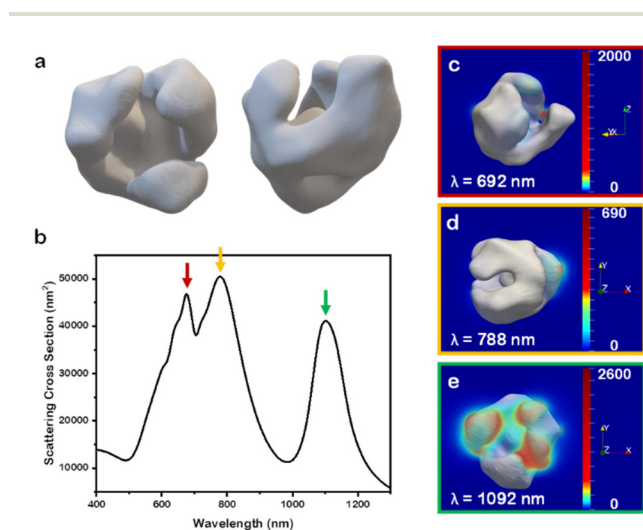 a
b
50000
40000
30000
20000
10000
Scattering Cross Section (nm²)
400 600 800 1000 1200
Wavelength (nm)
c
2000
0
Z
λ = 692 nm
d
690
0
Y
Z X
λ = 788 nm
e
2600
0
Y
Z X
λ = 1092 nm